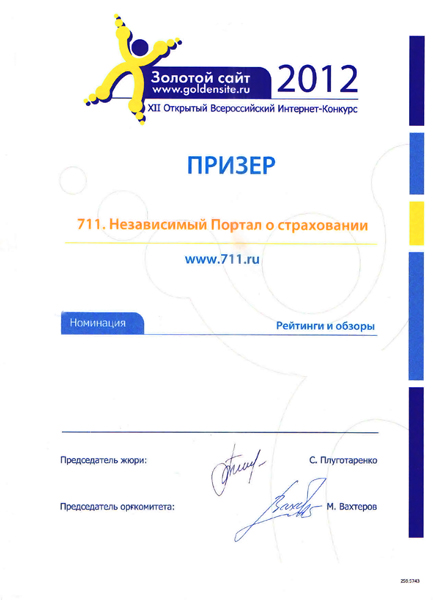 Золотой сайт
www.goldensite.ru
2012
XII Открытый Всероссийский Интернет-Конкурс
ПРИЗЕР
711. Независимый Портал о страховании
www.711.ru
Номинация
Рейтинги и обзоры
Председатель жюри:
С. Плуготаренко
Председатель оргкомитета:
М. Вахтеров